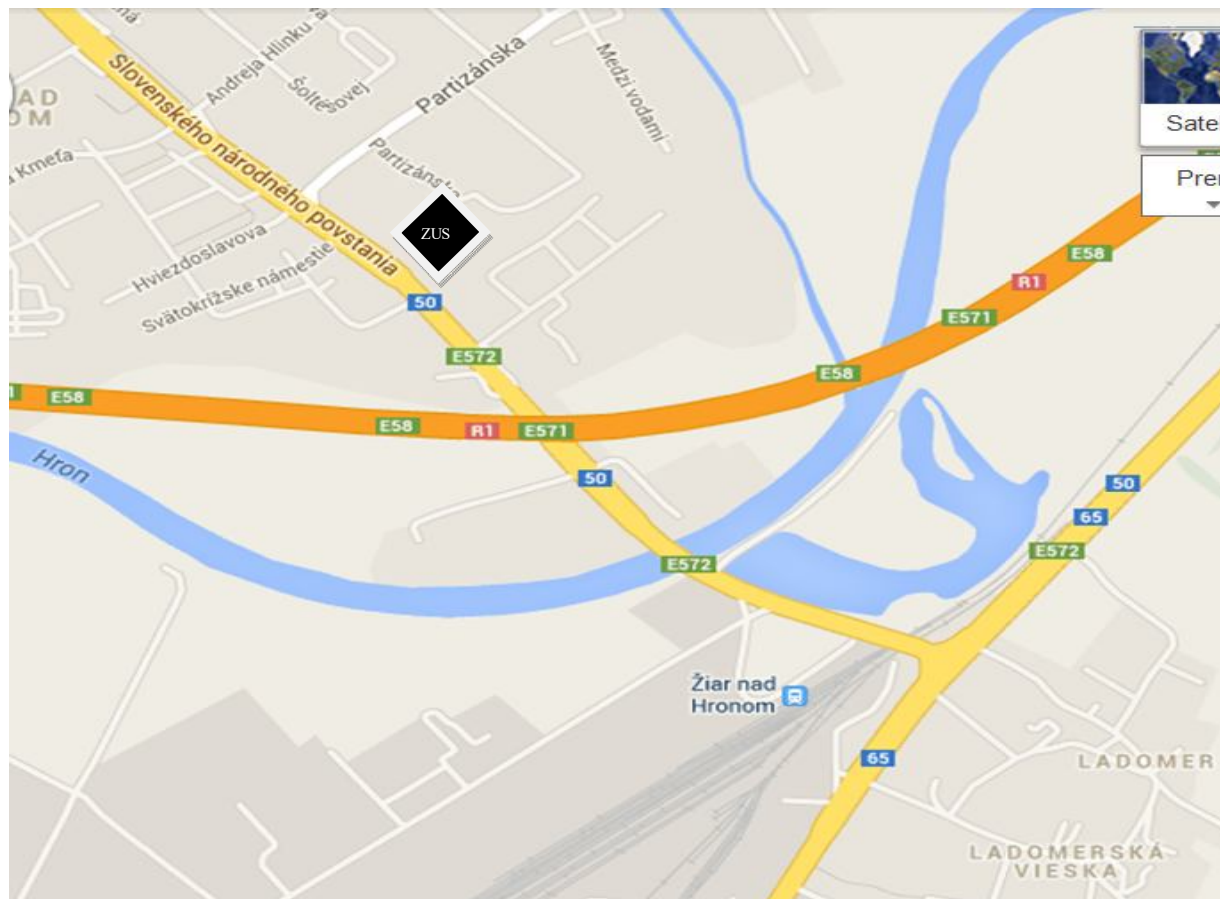 Slovenského národného povstania
Andreja Hlinku
Šoltésovej
Partizánska
Medzi vodami
Partizánska
Hviezdoslavova
Svätokrížske námestie
ZUS
50
E572
E58
E58
R1
E571
E58
E571
R1
E58
Hron
50
E572
50
65
E572
Žiar nad
Hronom
65
LADOMER
LADOMERSKÁ
VIESKA
AD
OM
Kmeťa
Sate
Pre